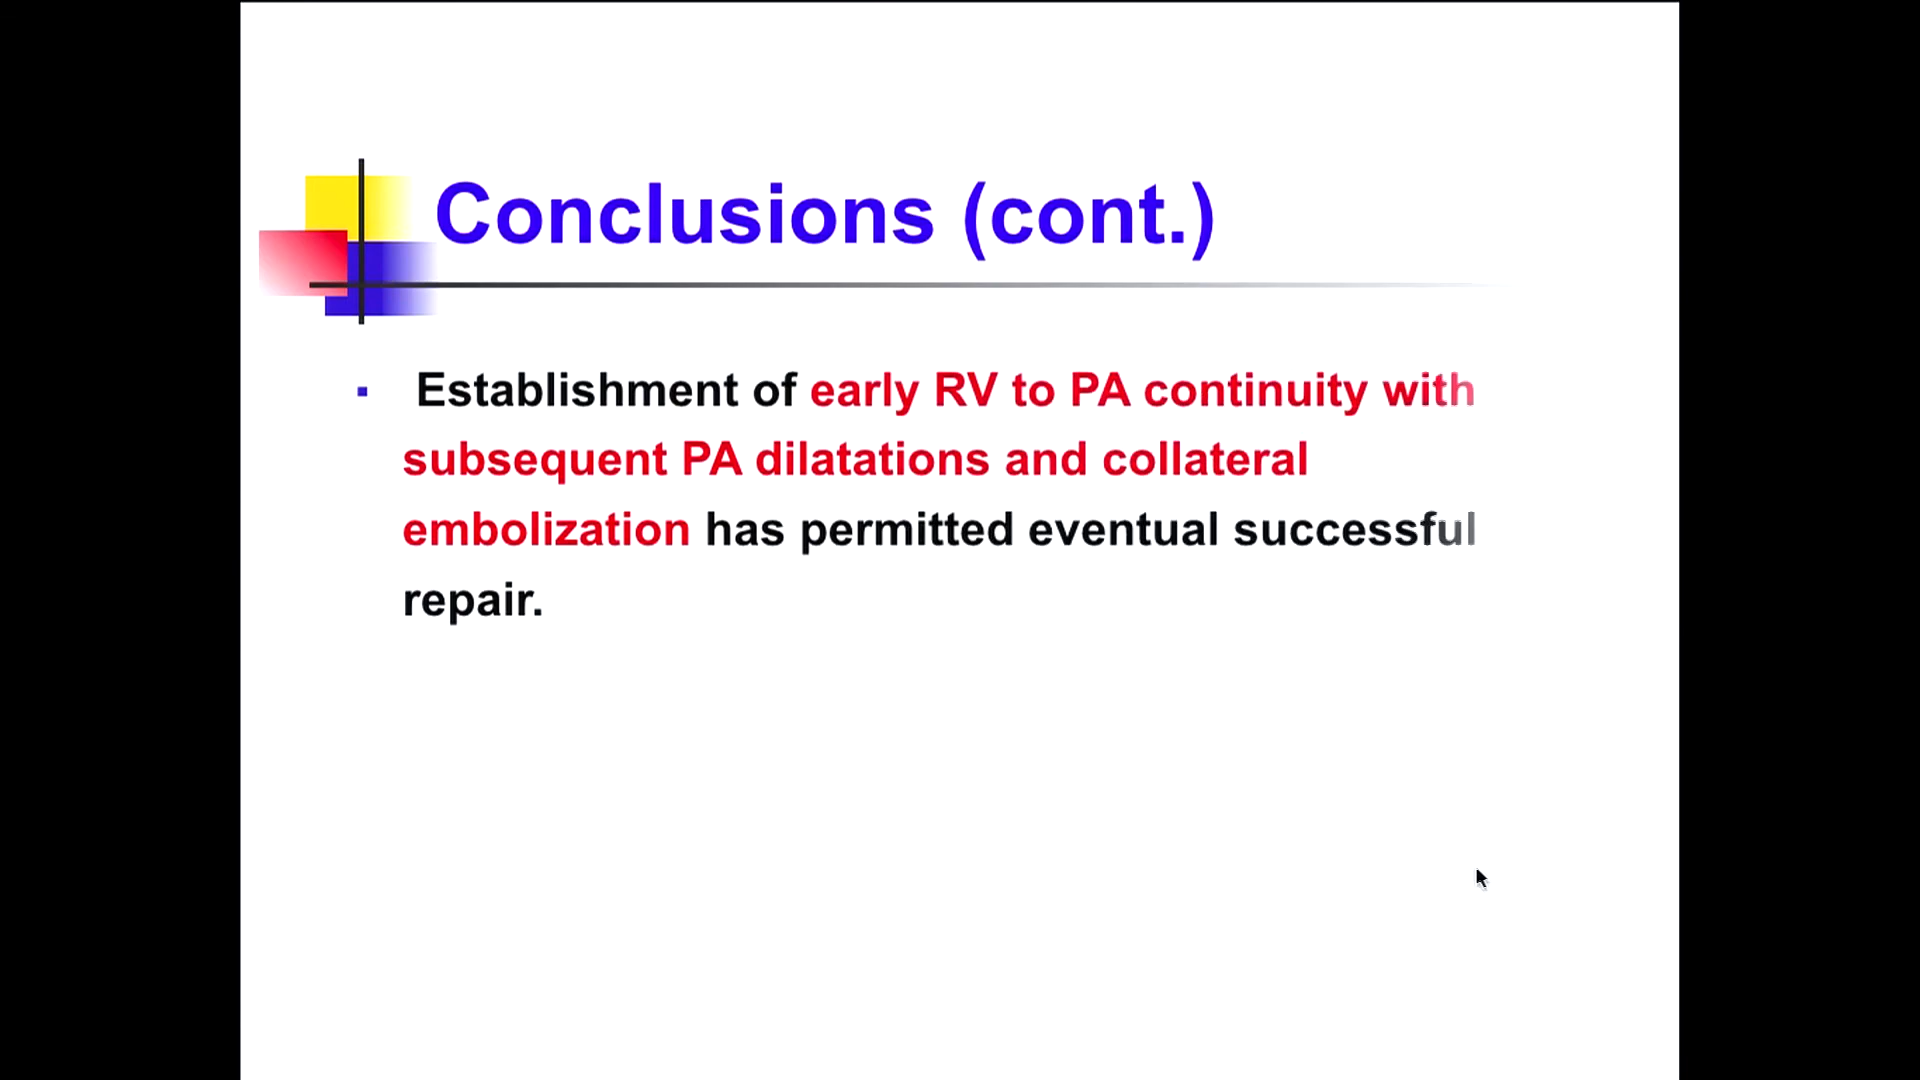 Conclusions (cont.)
▪ Establishment of early RV to PA continuity with
subsequent PA dilatations and collateral
embolization has permitted eventual successful
repair.